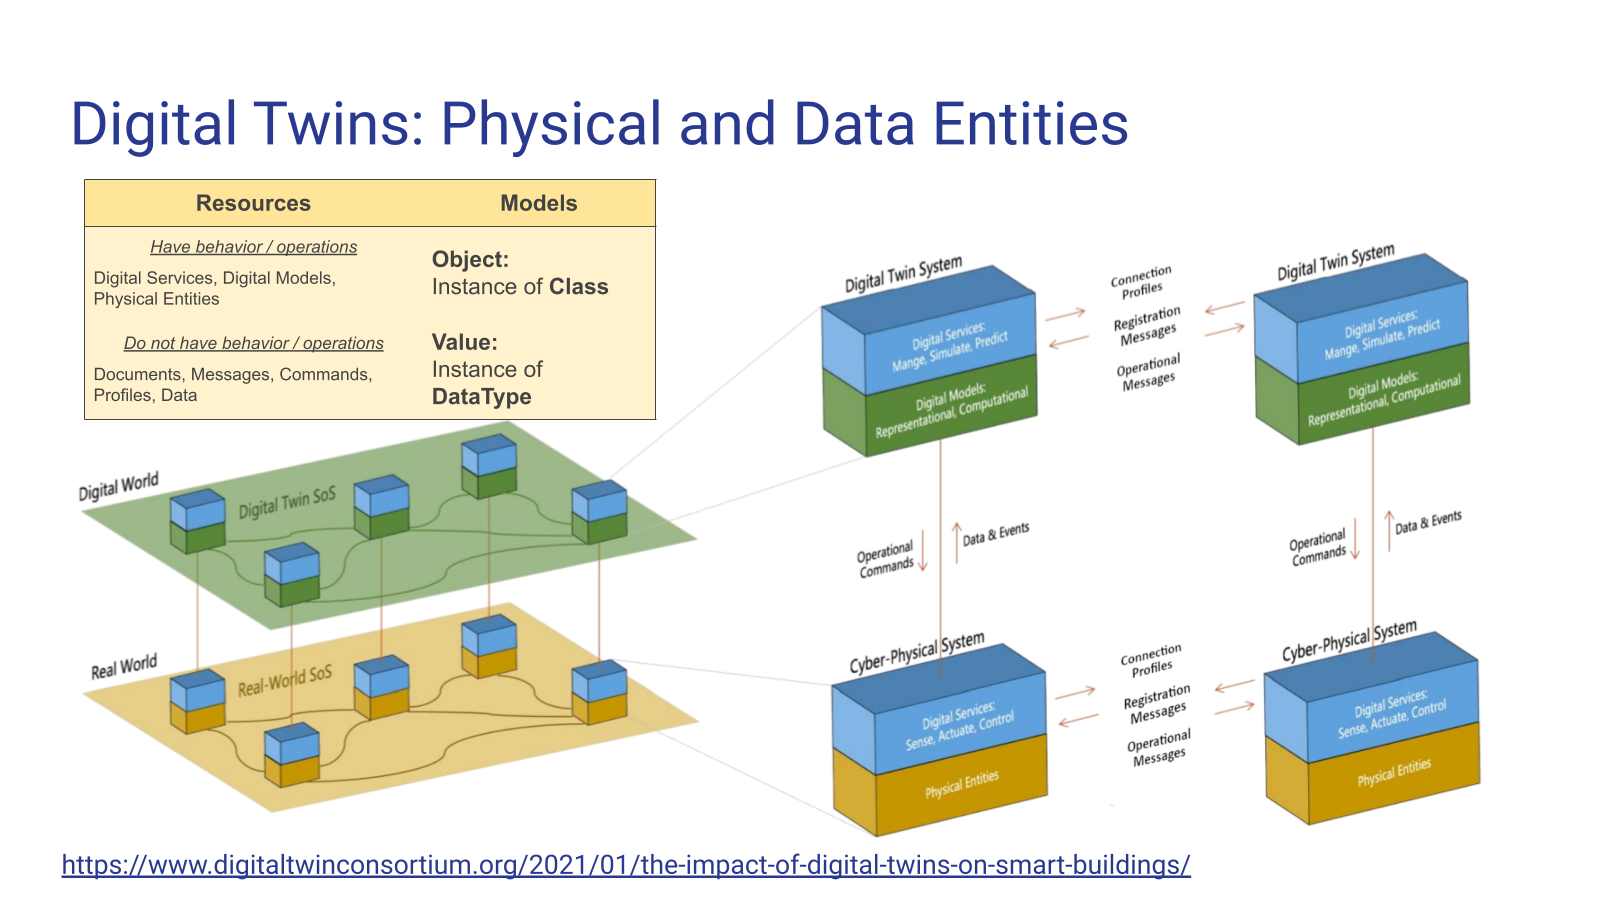 Digital Twins: Physical and Data Entities
Resources
Models
Have behavior / operations
Digital Services, Digital Models,
Physical Entities
Do not have behavior / operations
Documents, Messages, Commands,
Profiles, Data
Object:
Instance of Class
Value:
Instance of
DataType
Digital World
Digital Twin SoS
Real World
Real-World SoS
Digital Twin System
Digital Services:
Mange, Simulate, Predict
Digital Models:
Representational, Computational
Connection
Profiles
Registration
Messages
Operational
Messages
Digital Twin System
Digital Services:
Mange, Simulate, Predict
Digital Models:
Representational, Computational
Operational
Commands
Data & Events
Operational
Commands
Data & Events
Cyber-Physical System
Digital Services:
Sense, Actuate, Control
Physical Entities
Connection
Profiles
Registration
Messages
Operational
Messages
Cyber-Physical System
Digital Services:
Sense, Actuate, Control
Physical Entities
https://www.digitaltwinconsortium.org/2021/01/the-impact-of-digital-twins-on-smart-buildings/